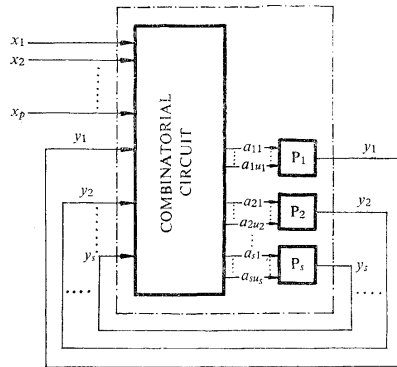 x1
x2
xp
y1
y2
ys
COMBINATORIAL
CIRCUIT
a11
a1u1
P1
y1
a21
a2u2
P2
y2
as1
asus
Ps
ys